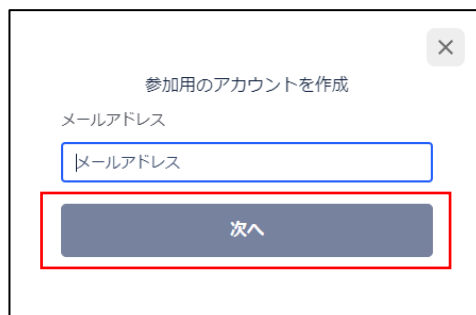 参加用のアカウントを作成
メールアドレス
メールアドレス
次へ